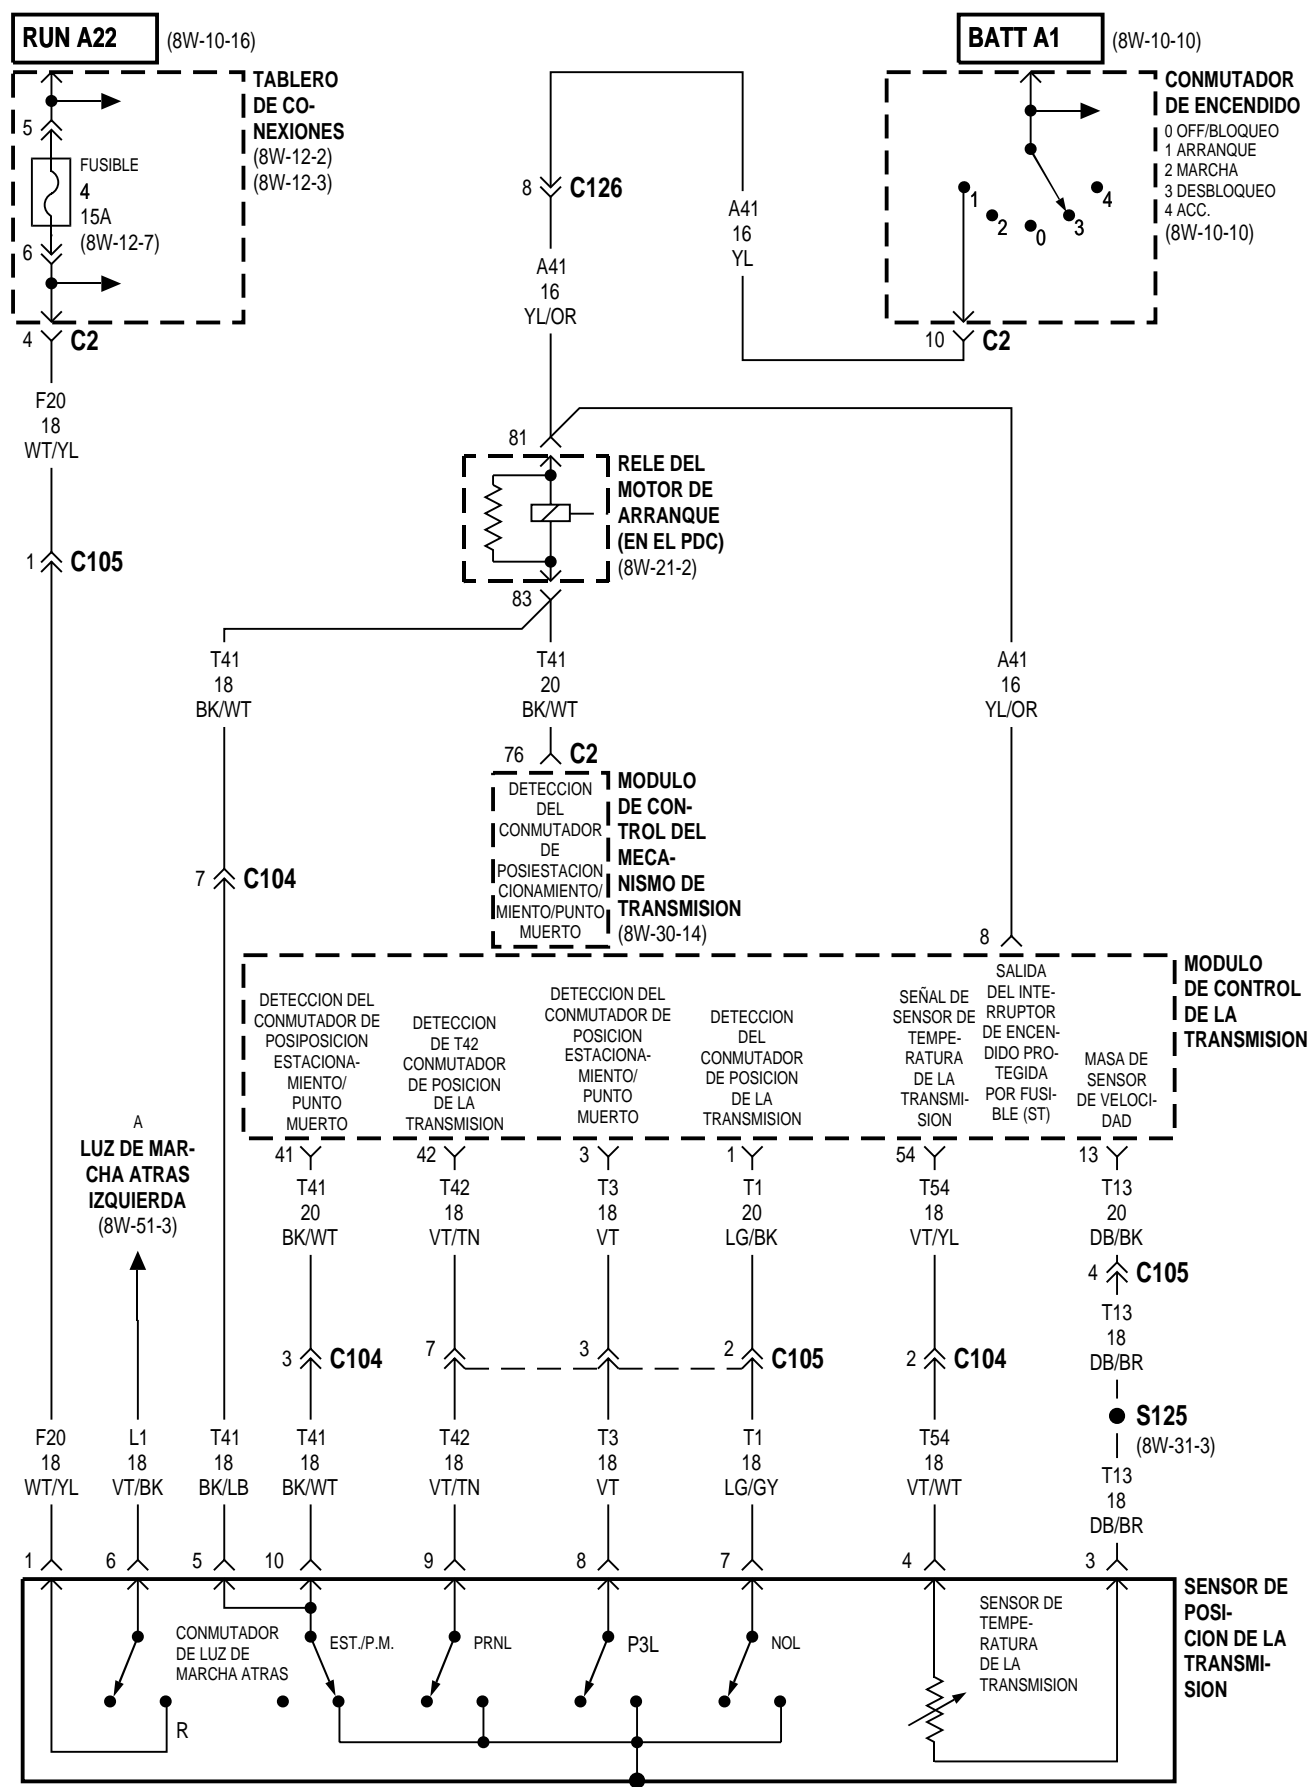 RUN A22
(8W-10-16)
BATT A1
(8W-10-10)
TABLERO
DE CO-
NEXIONES
(8W-12-2)
(8W-12-3)
5
FUSIBLE
4
15A
(8W-12-7)
6
4
C2
F20
18
WT/YL
1
C105
8
C126
A41
16
YL/OR
A41
16
YL
CONMUTADOR
DE ENCENDIDO
0 OFF/BLOQUEO
1 ARRANQUE
2 MARCHA
3 DESBLOQUEO
4 ACC.
(8W-10-10)
1
2
0
3
4
10
C2
81
RELE DEL
MOTOR DE
ARRANQUE
(EN EL PDC)
(8W-21-2)
83
T41
18
BK/WT
T41
20
BK/WT
A41
16
YL/OR
76
C2
DETECCION
DEL
CONMUTADOR
DE
POSIESTACION
CIONAMIENTO/
MIENTO/PUNTO
MUERTO
MODULO
DE CON-
TROL DEL
MECA-
NISMO DE
TRANSMISION
(8W-30-14)
7
C104
8
MODULO
DE CONTROL
DE LA
TRANSMISION
DETECCION DEL
CONMUTADOR DE
POSIPOSICION
ESTACIONA-
MIENTO/
PUNTO
MUERTO
DETECCION
DE T42
CONMUTADOR
DE POSICION
DE LA
TRANSMISION
DETECCION DEL
CONMUTADOR DE
POSICION
ESTACIONA-
MIENTO/
PUNTO
MUERTO
DETECCION
DEL
CONMUTADOR
DE POSICION
DE LA
TRANSMISION
SEÑAL DE
SENSOR DE
TEMPE-
RATURA
DE LA
TRANSMI-
SION
SALIDA
DEL INTE-
RRUPTOR
DE ENCEN-
DIDO PRO-
TEGIDA
POR FUSI-
BLE (ST)
MASA DE
SENSOR
DE VELOCI-
DAD
A
LUZ DE MAR-
CHA ATRAS
IZQUIERDA
(8W-51-3)
41
T41
20
BK/WT
42
T42
18
VT/TN
3
T3
18
VT
1
T1
20
LG/BK
54
T54
18
VT/YL
13
T13
20
DB/BK
4
C105
T13
18
DB/BR
3
C104
7
3
2
C105
2
C104
S125
(8W-31-3)
F20
18
WT/YL
L1
18
VT/BK
T41
18
BK/LB
T41
18
BK/WT
T42
18
VT/TN
T3
18
VT
T1
18
LG/GY
T54
18
VT/WT
T13
18
DB/BR
1
6
5
10
9
8
7
4
3
SENSOR DE
POSI-
CION DE LA
TRANSMI-
SION
CONMUTADOR
DE LUZ DE
MARCHA ATRAS
R
EST./P.M.
PRNL
P3L
NOL
SENSOR DE
TEMPE-
RATURA
DE LA
TRANSMISION